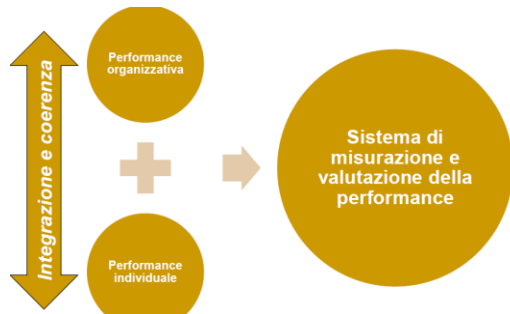 Integrazione e coerenza
Performance
organizzativa
Performance
individuale
Sistema di
misurazione e
valutazione della
performance